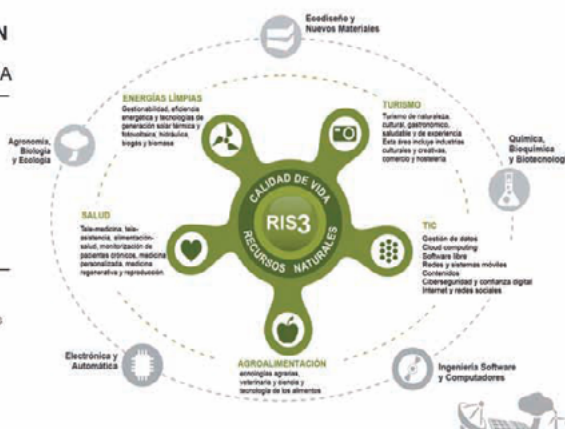 N
A
Ecodiseño y
Nuevos Materiales
ENERGÍAS LÍMPIAS
Gestionabilidad, eficiencia
energética y tecnologías de
generación solar térmica y
fotovoltaica, hidráulica,
biogás y biomasa
TURISMO
Turismo de naturaleza,
cultural, gastronómico,
saludable y de experiencia
Esta área incluye industrias
culturales y creativas,
comercio y hostelería
Agronomía,
Biología
y Ecología
Química,
Bioquímica
y Biotecnolog
CALIDAD DE VIDA
RIS3
RECURSOS NATURALES
SALUD
Tele-medicina, tele-
asistencia, alimentación-
salud, monitorización de
pacientes crónicos, medicina
personalizada, medicina
regenerativa y reproducción.
TIC
Gestión de datos
Cloud computing
Software libre
Redes y sistemas móviles
Contenidos
Ciberseguridad y confianza digital
Internet y redes sociales
s
Electrónica y
Automática
AGROALIMENTACIÓN
ecnologías agrarias,
veterinaria y ciencia y
tecnología de los alimentos
Ingeniería Software
y Computadores